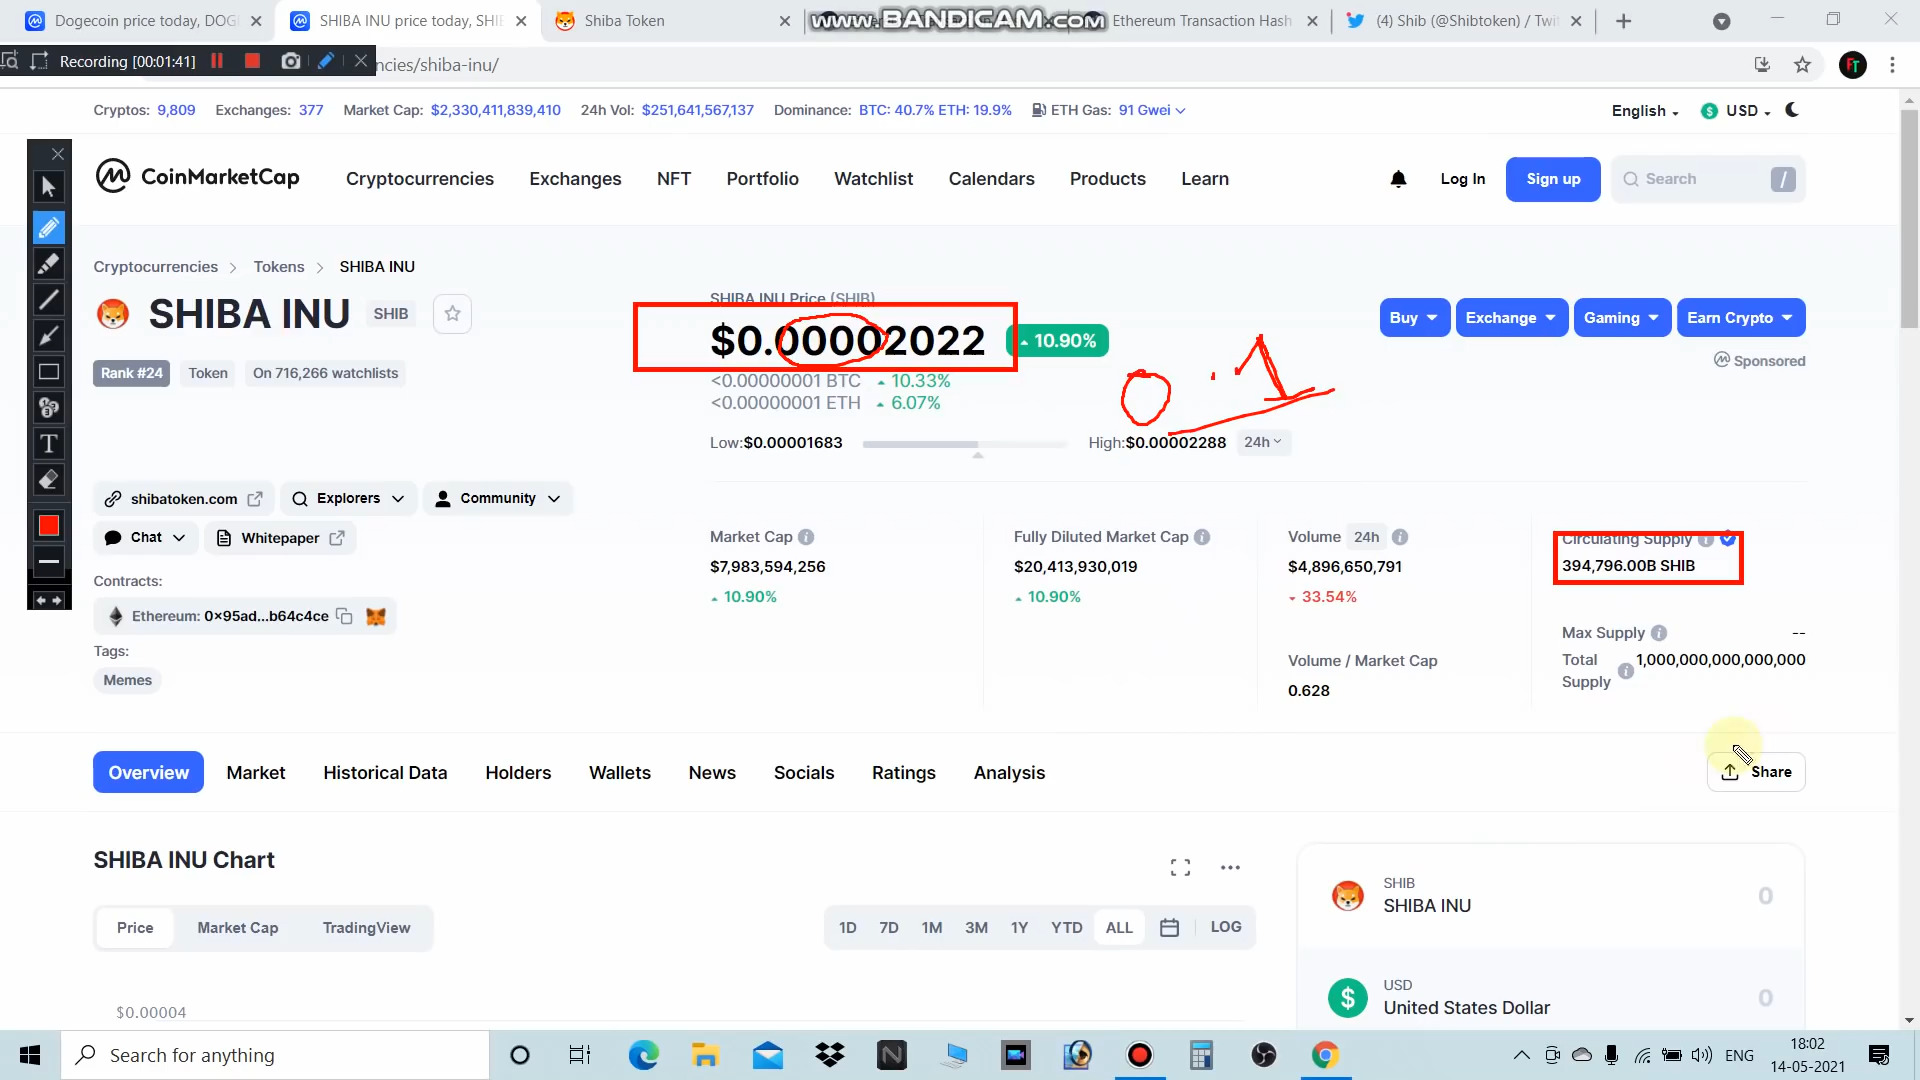 Dogecoin price today, DOGE
SHIBA INU price today, SHIB
Shiba Token
www.BANDICAM.com
Ethereum Transaction Hash
(4) Shib (@Shibtoken) / Twit
Recording [00:01:41]
ncies/shiba-inu/
FT
Cryptos: 9,809 Exchanges: 377 Market Cap: $2,330,411,839,410 24h Vol: $251,641,567,137 Dominance: BTC: 40.7% ETH: 19.9% ETH Gas: 91 Gwei
English USD
CoinMarketCap Cryptocurrencies Exchanges NFT Portfolio Watchlist Calendars Products Learn Log In Sign up Search /
Cryptocurrencies > Tokens > SHIBA INU
SHIBA INU SHIB
Rank #24 Token On 716,266 watchlists
shibatoken.com Explorers Community
Chat Whitepaper
Contracts:
Ethereum: 0x95ad...b64c4ce
Tags:
Memes
SHIBA INU Price (SHIB)
$0.00002022 10.90%
<0.00000001 BTC 10.33%
<0.00000001 ETH 6.07%
0.1
Low:$0.00001683 High:$0.00002288 24h
Buy Exchange Gaming Earn Crypto
Sponsored
Market Cap
$7,983,594,256
10.90%
Fully Diluted Market Cap
$20,413,930,019
10.90%
Volume 24h
$4,896,650,791
33.54%
Volume / Market Cap
0.628
Circulating Supply
394,796.00B SHIB
Max Supply --
Total Supply 1,000,000,000,000,000
Overview Market Historical Data Holders Wallets News Socials Ratings Analysis Share
SHIBA INU Chart
Price Market Cap TradingView
1D 7D 1M 3M 1Y YTD ALL LOG
$0.00004
SHIB
SHIBA INU 0
USD
United States Dollar 0
T
Search for anything
ENG
18:02
14-05-2021